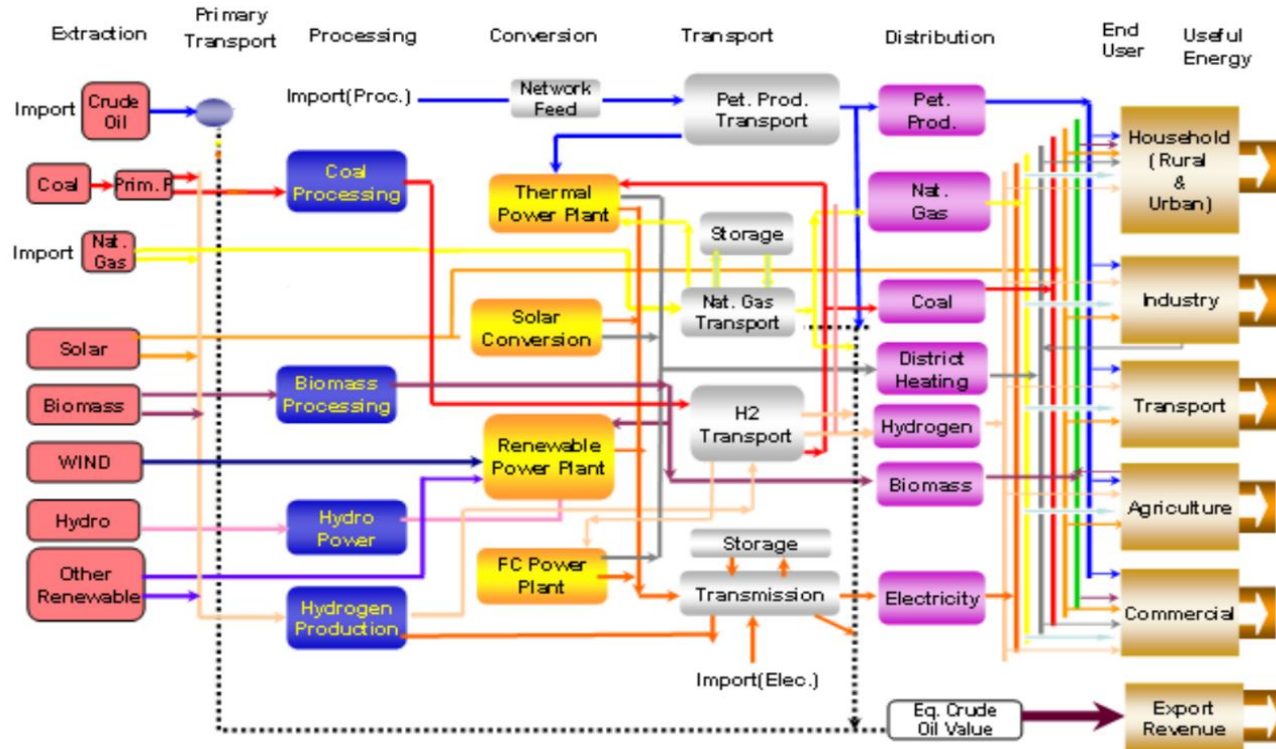 Extraction
Primary
Transport
Processing
Conversion
Transport
Distribution
End
User
Useful
Energy
Import
Crude
Oil
Import(Proc.)
Network
Feed
Pet. Prod.
Transport
Pet.
Prod.
Household
(Rural
&
Urban)
Coal
Prim. P
Coal
Processing
Thermal
Power Plant
Nat.
Gas
Import
Nat.
Gas
Storage
Solar
Conversion
Nat. Gas
Transport
Coal
Industry
Solar
District
Heating
Biomass
Biomass
Processing
H2
Transport
Hydrogen
Transport
WIND
Renewable
Power Plant
Biomass
Hydro
Hydro
Power
Agriculture
Other
Renewable
FC Power
Plant
Storage
Transmission
Electricity
Hydrogen
Production
Commercial
Import(Elec.)
Eq. Crude
Oil Value
Export
Revenue